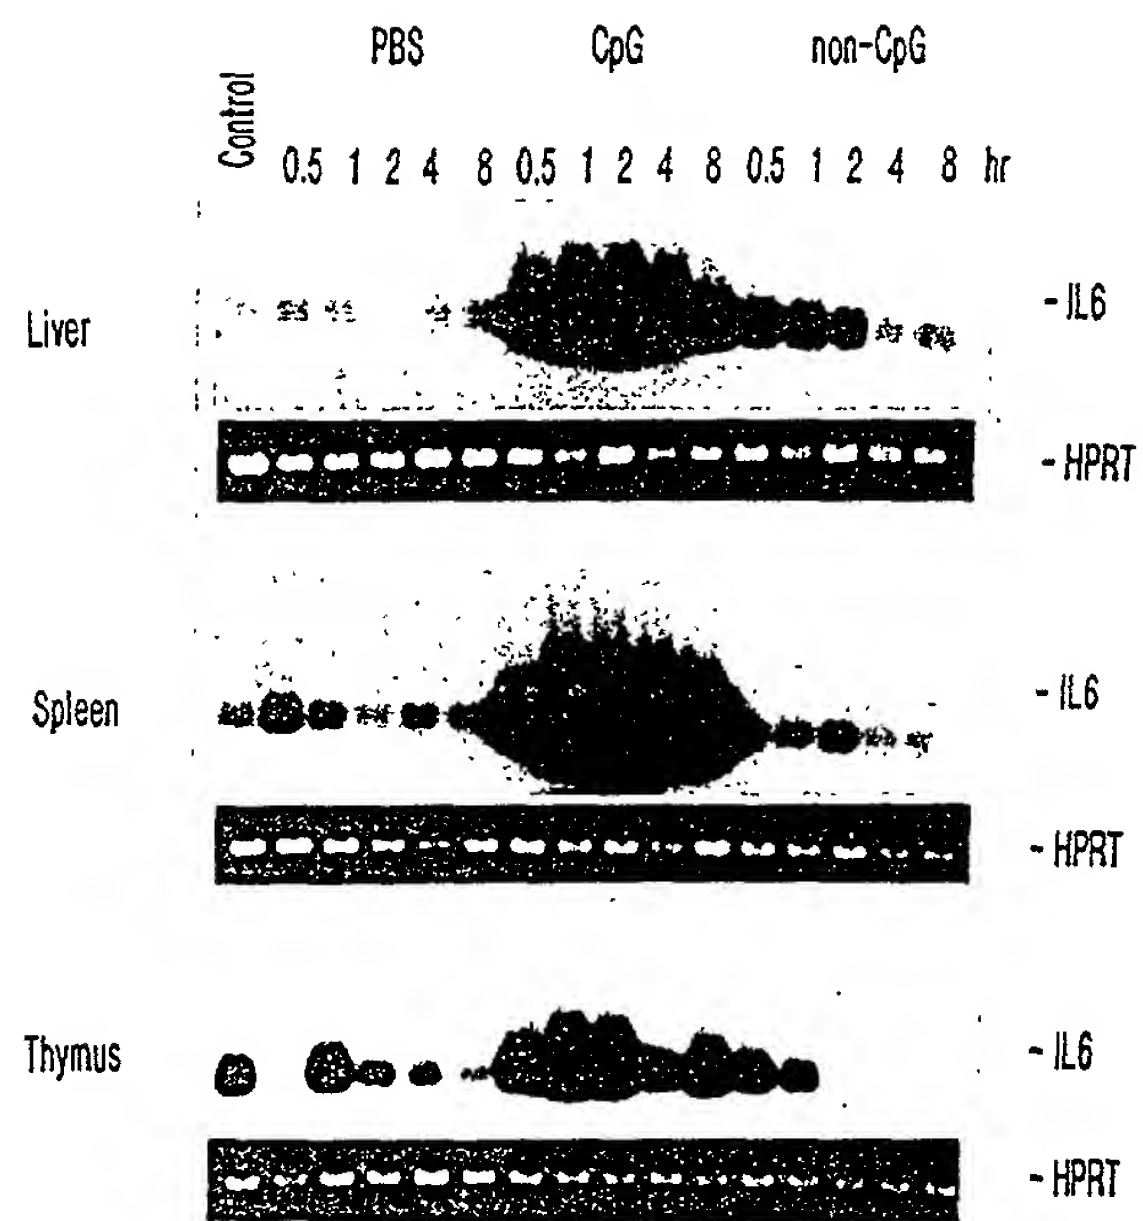 PBS CpG non-CpG
Control
0.5 1 2 4 8 0.5 1 2 4 8 0.5 1 2 4 8 hr
- IL6
Liver
- HPRT
- IL6
Spleen
- HPRT
- IL6
Thymus
- HPRT